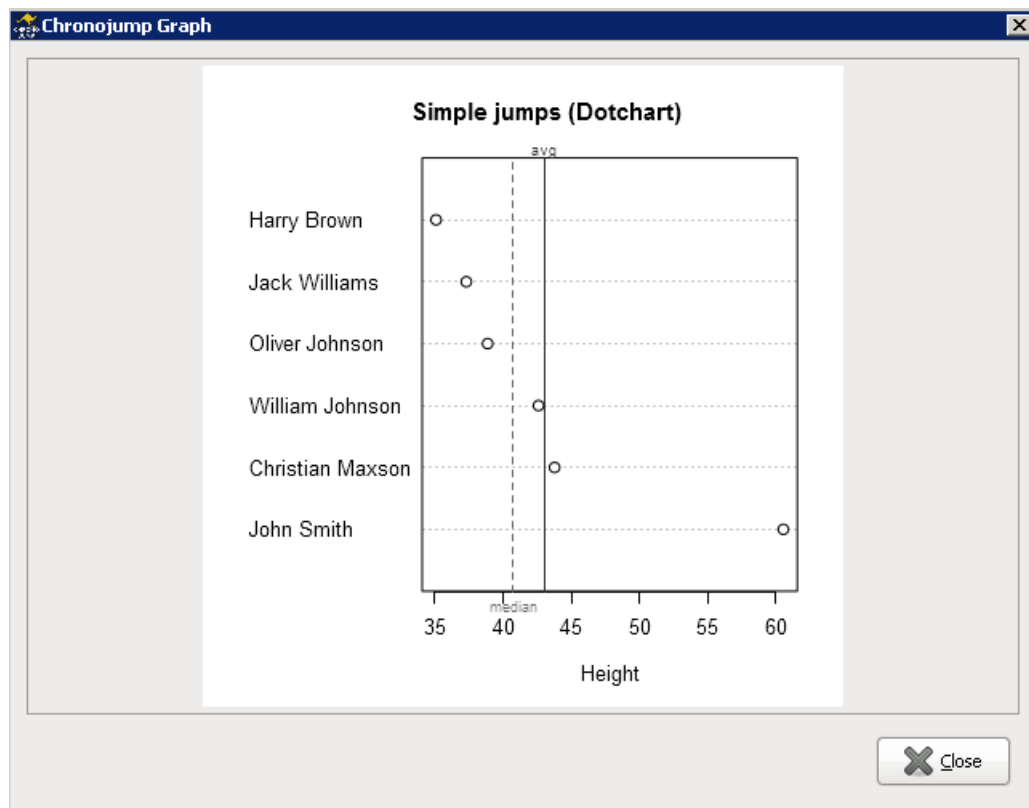 Chronojump Graph
Simple jumps (Dotchart)
avg
Harry Brown
Jack Williams
Oliver Johnson
William Johnson
Christian Maxson
John Smith
median
35 40 45 50 55 60
Height
Close